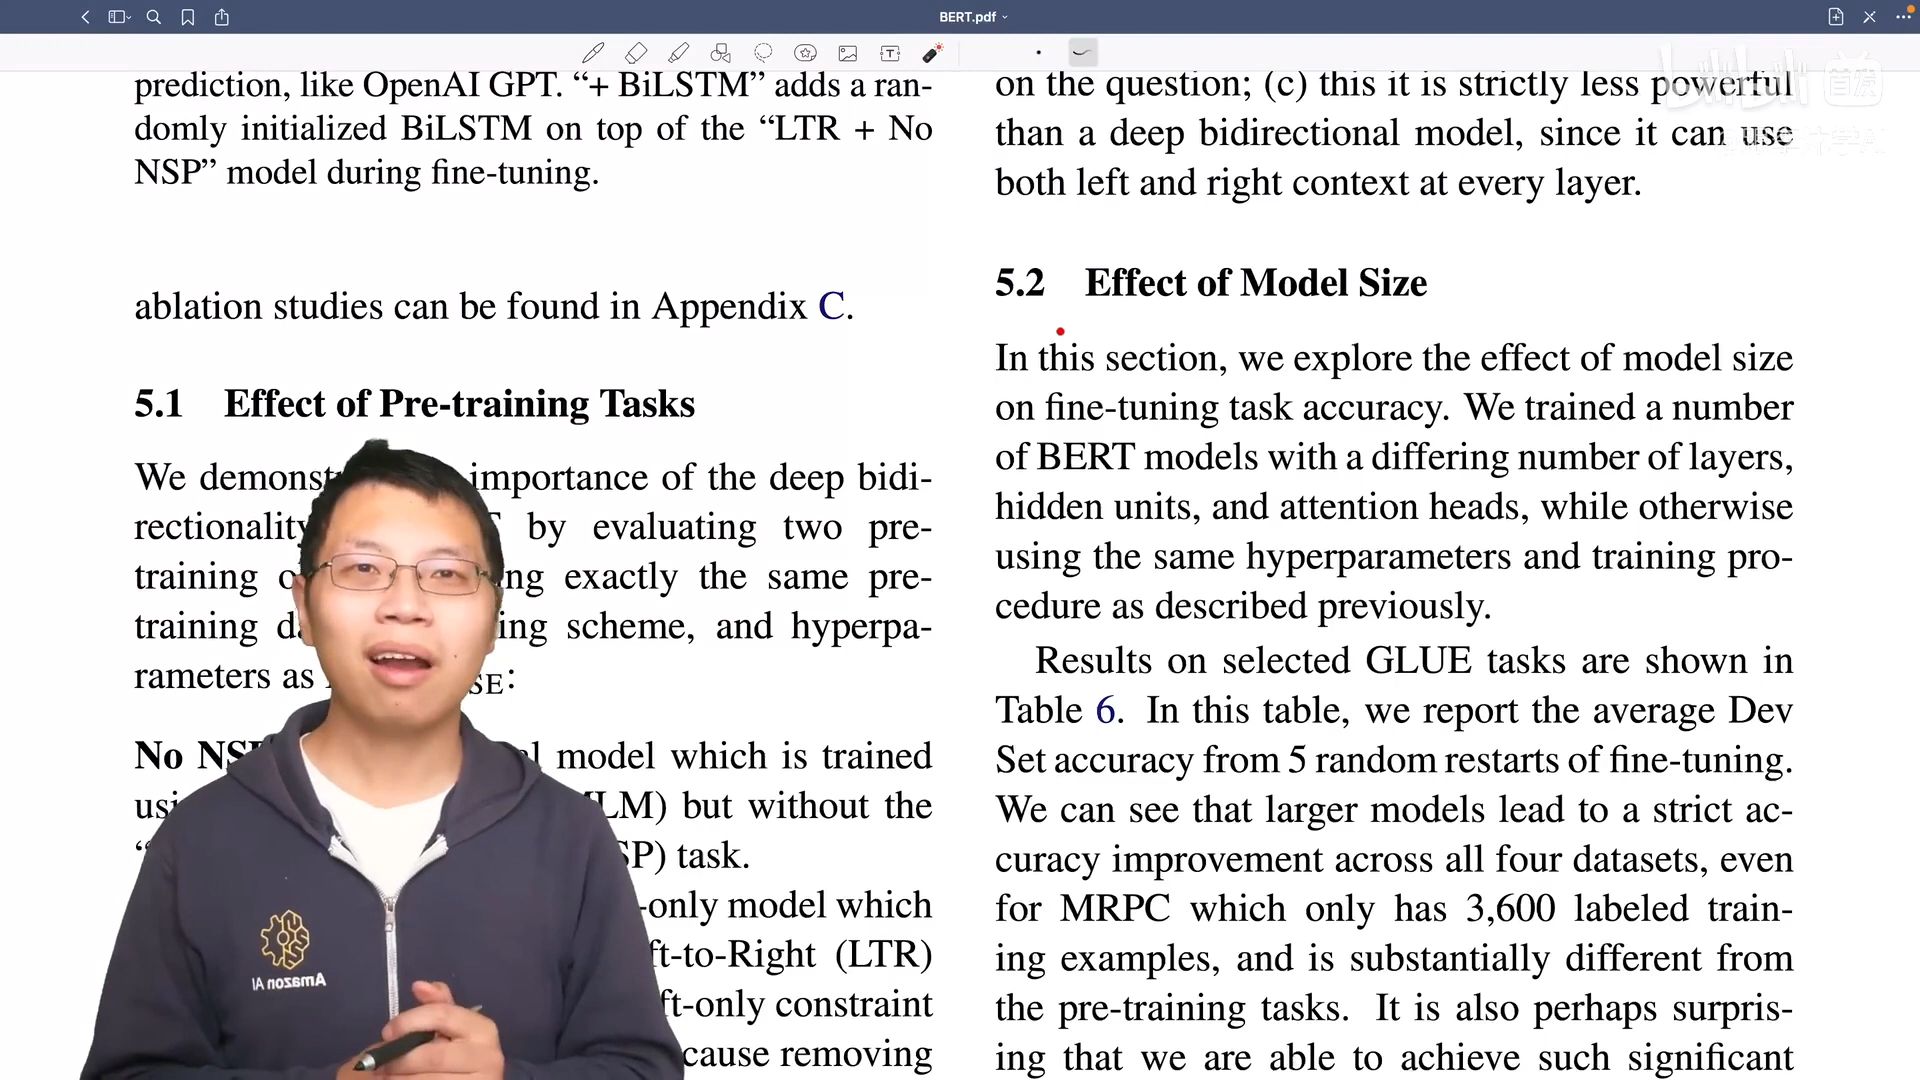 BERT.pdf
prediction, like OpenAI GPT. “+ BiLSTM” adds a ran-
domly initialized BiLSTM on top of the “LTR + No
NSP” model during fine-tuning.
ablation studies can be found in Appendix C.
5.1 Effect of Pre-training Tasks
We demonst importance of the deep bidi-
rectionality by evaluating two pre-
training o ng exactly the same pre-
training da ing scheme, and hyperpa-
rameters as SE:
No NSP l model which is trained
usi LM) but without the
SP) task.
-only model which
ft-to-Right (LTR)
ft-only constraint
cause removing
Amazon AI
on the question; (c) this it is strictly less powerful
than a deep bidirectional model, since it can use
both left and right context at every layer.
5.2 Effect of Model Size
In this section, we explore the effect of model size
on fine-tuning task accuracy. We trained a number
of BERT models with a differing number of layers,
hidden units, and attention heads, while otherwise
using the same hyperparameters and training pro-
cedure as described previously.
Results on selected GLUE tasks are shown in
Table 6. In this table, we report the average Dev
Set accuracy from 5 random restarts of fine-tuning.
We can see that larger models lead to a strict ac-
curacy improvement across all four datasets, even
for MRPC which only has 3,600 labeled train-
ing examples, and is substantially different from
the pre-training tasks. It is also perhaps surpris-
ing that we are able to achieve such significant
bilibili 首发